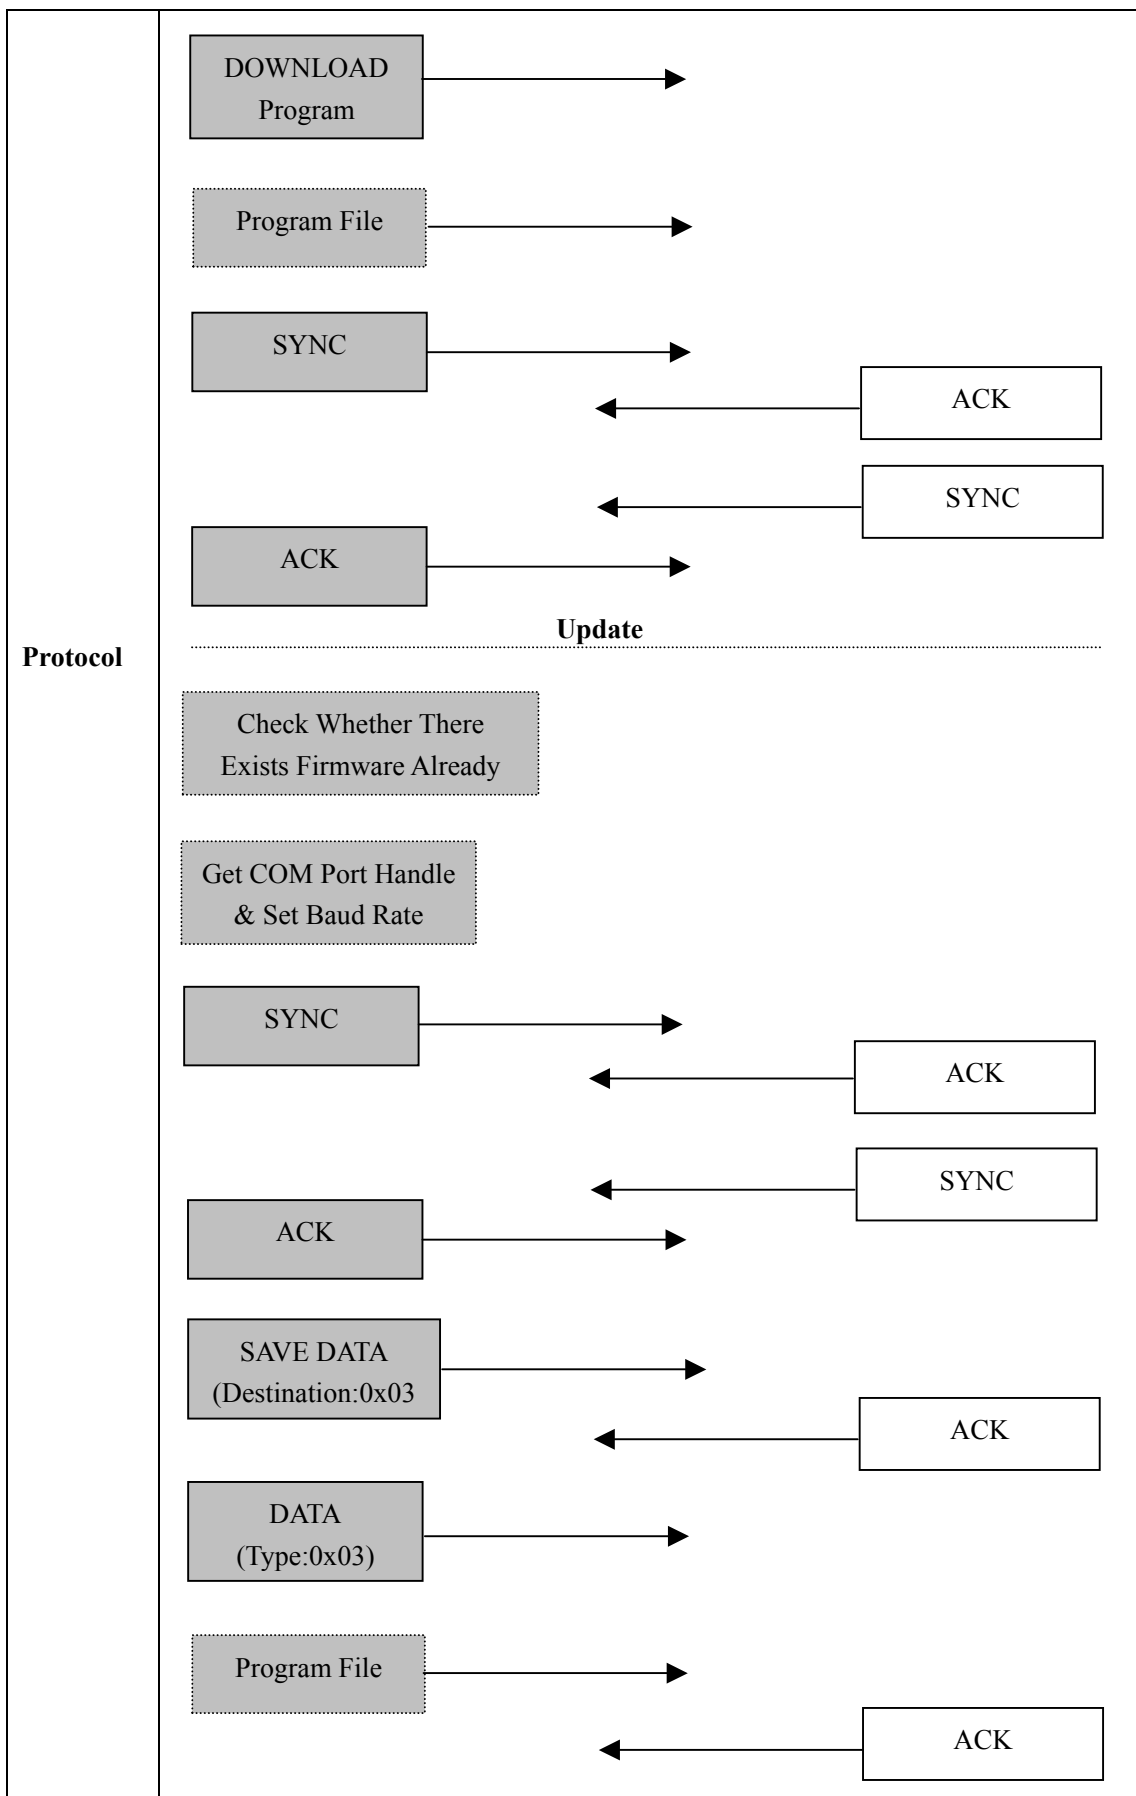 DOWNLOAD
Program
Program File
SYNC
ACK
SYNC
ACK
Update
Protocol
Check Whether There
Exists Firmware Already
Get COM Port Handle
& Set Baud Rate
SYNC
ACK
SYNC
ACK
SAVE DATA
(Destination:0x03
ACK
DATA
(Type:0x03)
Program File
ACK